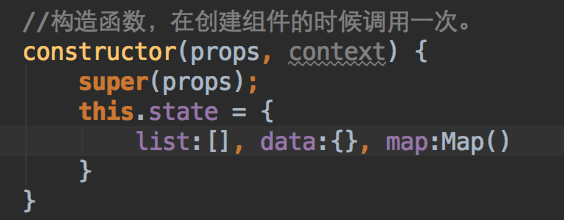 //构造函数，在创建组件的时候调用一次。
constructor(props, context) {
super(props);
this.state = {
list:[], data:{}, map:Map()
}
}